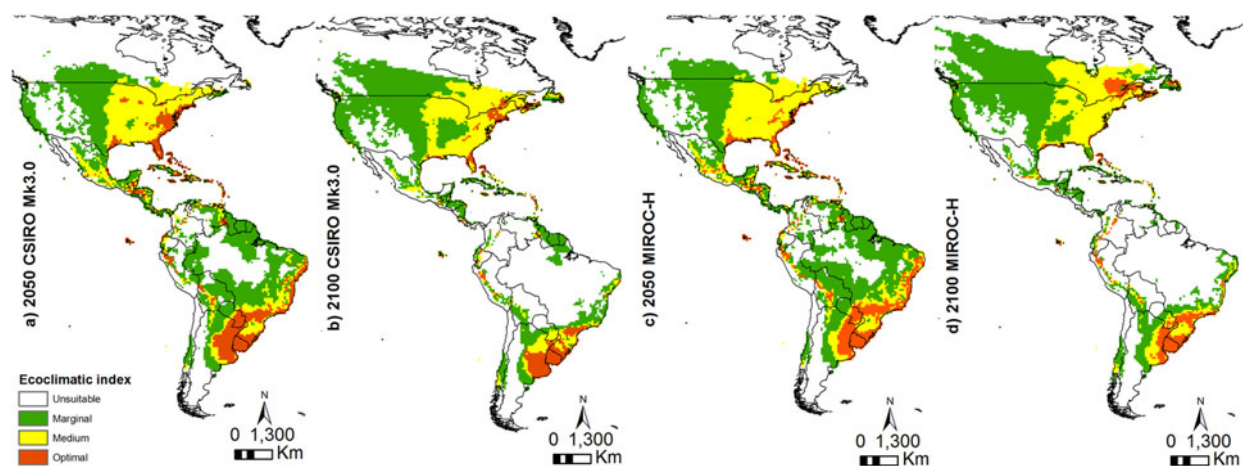 a) 2050 CSIRO Mk3.0
b) 2100 CSIRO Mk3.0
c) 2050 MIROC-H
d) 2100 MIROC-H
Ecoclimatic index
Unsuitable
Marginal
Medium
Optimal
N
0 1,300
Km
N
0 1,300
Km
N
0 1,300
Km
N
0 1,300
Km